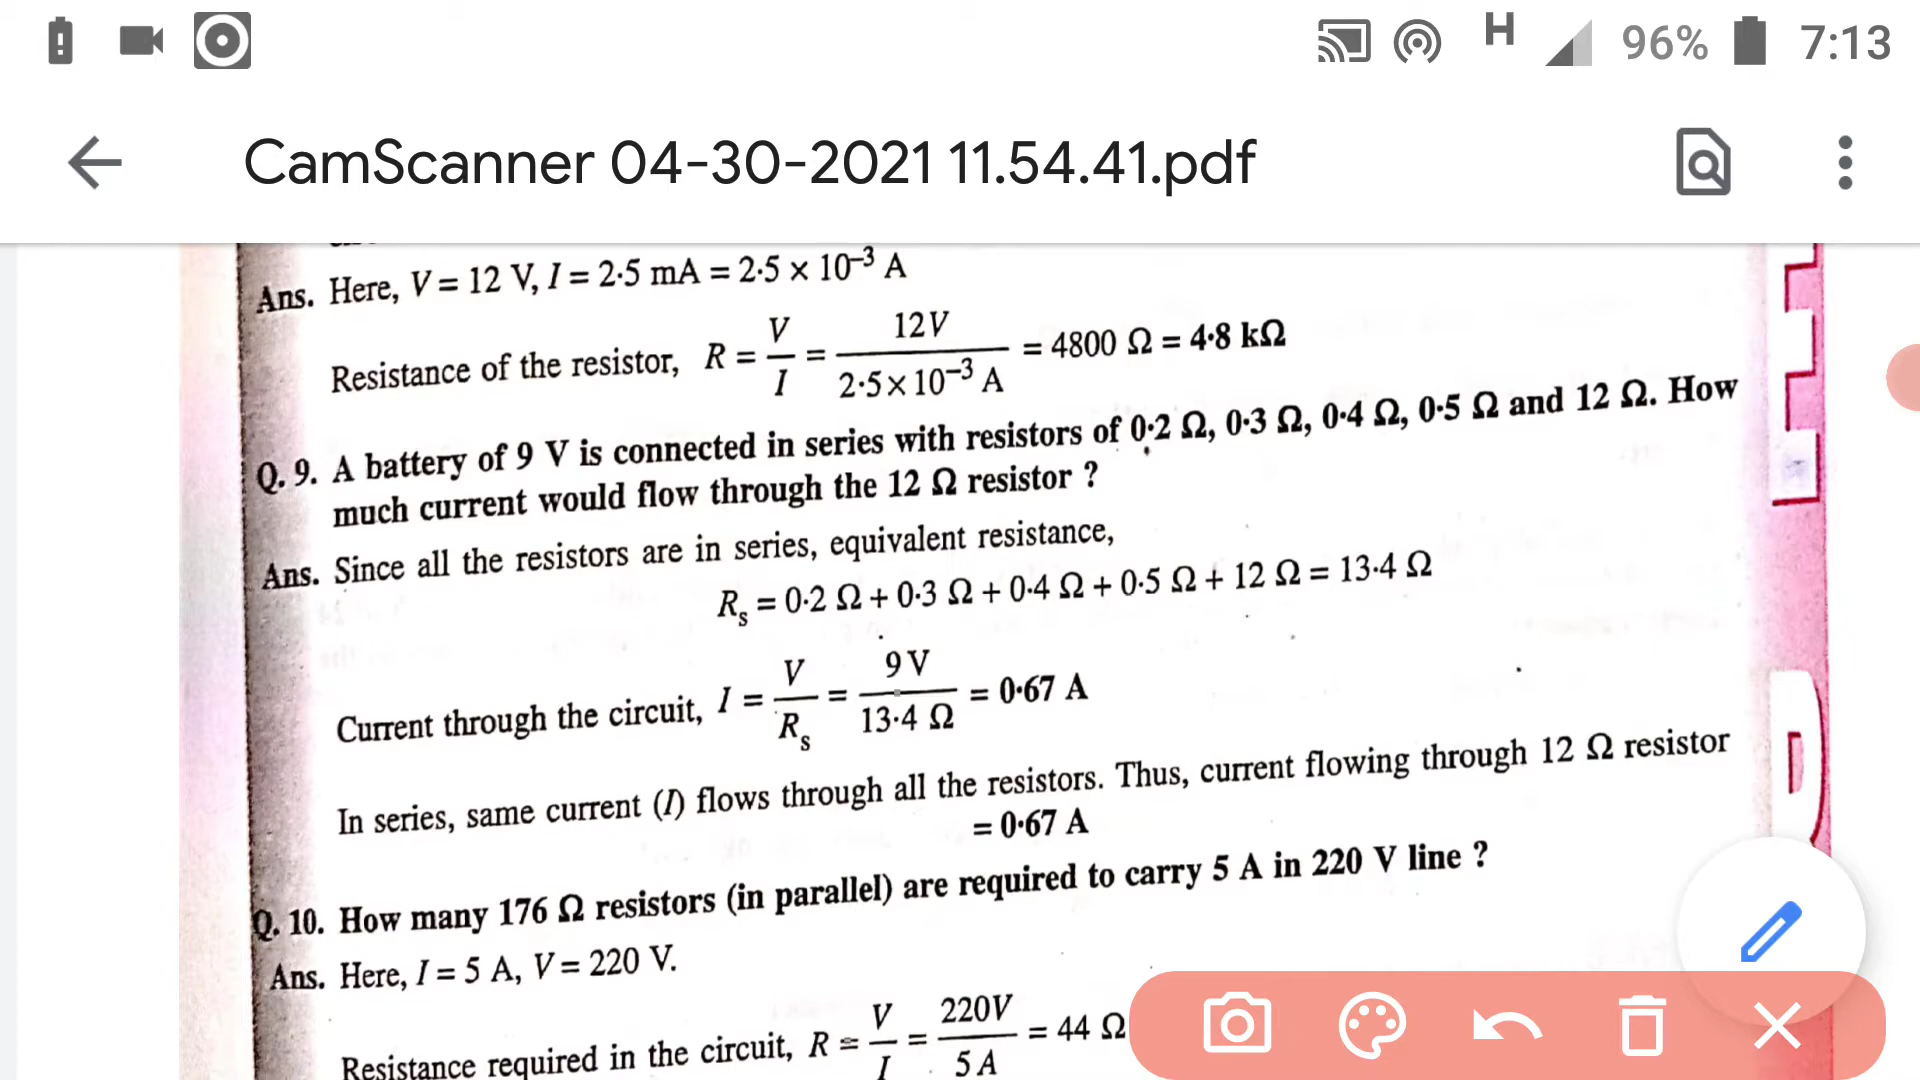 H 96% 7:13
CamScanner 04-30-2021 11.54.41.pdf
Ans. Here, V = 12 V, I = 2·5 mA = 2·5 × 10⁻³ A
Resistance of the resistor, R = V/I = 12V/2·5×10⁻³ A = 4800 Ω = 4·8 kΩ
Q. 9. A battery of 9 V is connected in series with resistors of 0·2 Ω, 0·3 Ω, 0·4 Ω, 0·5 Ω and 12 Ω. How
much current would flow through the 12 Ω resistor ?
Ans. Since all the resistors are in series, equivalent resistance,
Rₛ = 0·2 Ω + 0·3 Ω + 0·4 Ω + 0·5 Ω + 12 Ω = 13·4 Ω
Current through the circuit, I = V/Rₛ = 9 V/13·4 Ω = 0·67 A
In series, same current (I) flows through all the resistors. Thus, current flowing through 12 Ω resistor
= 0·67 A
Q. 10. How many 176 Ω resistors (in parallel) are required to carry 5 A in 220 V line ?
Ans. Here, I = 5 A, V = 220 V.
Resistance required in the circuit, R = V/I = 220V/5 A = 44 Ω